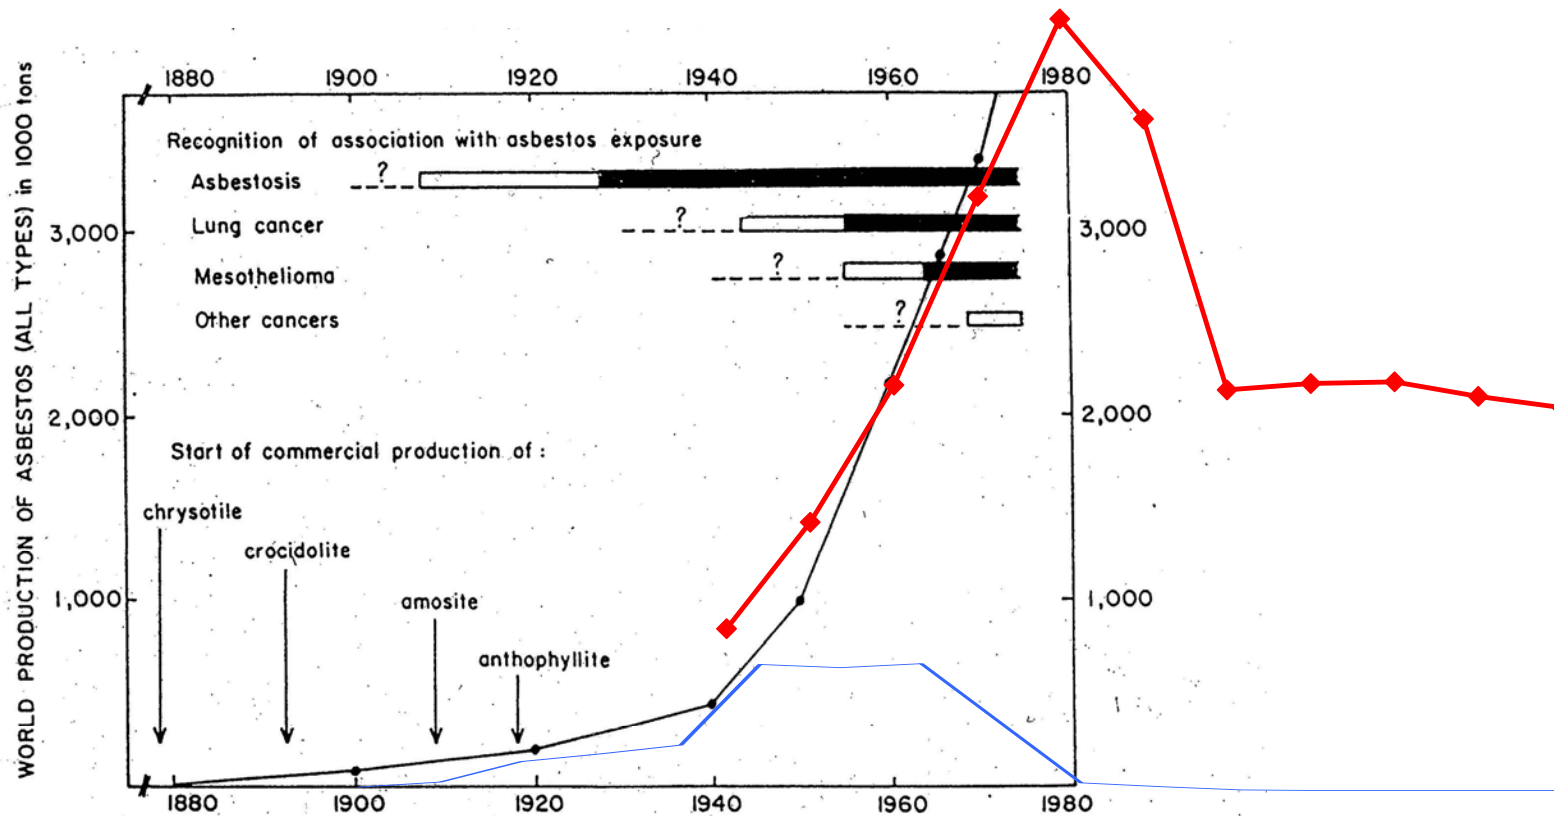 WORLD PRODUCTION OF ASBESTOS (ALL TYPES) in 1000 tons
1880 1900 1920 1940 1960 1980
Recognition of association with asbestos exposure
Asbestosis ?
Lung cancer ?
3,000 3,000
Mesothelioma ?
Other cancers ?
2,000 2,000
Start of commercial production of :
chrysotile
crocidolite
1,000 1,000
amosite
anthophyllite
1880 1900 1920 1940 1960 1980